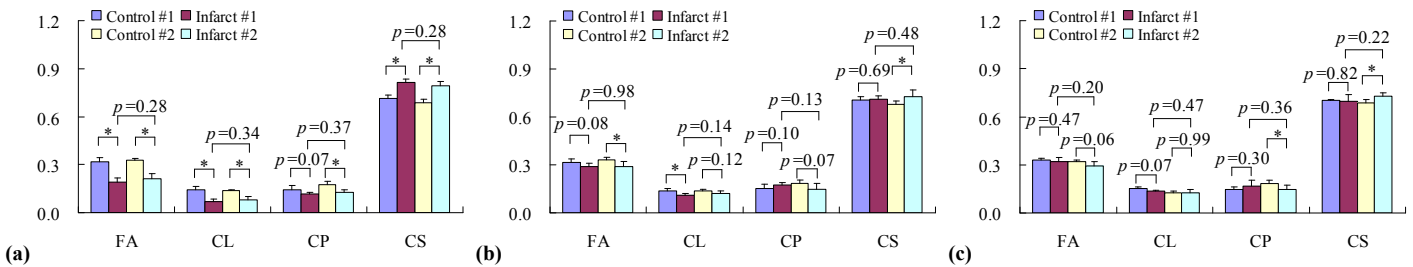 Control #1 Infarct #1
Control #2 Infarct #2
1.2
0.9
0.6
0.3
0.0
p=0.28
* *
p=0.28
* *
p=0.34
* *
p=0.37
p=0.07 *
FA CL CP CS
(a)
Control #1 Infarct #1
Control #2 Infarct #2
1.2
0.9
0.6
0.3
0.0
p=0.48
p=0.69 *
p=0.98
p=0.08 *
p=0.14
* p=0.12
p=0.13
p=0.10 p=0.07
FA CL CP CS
(b)
Control #1 Infarct #1
Control #2 Infarct #2
1.2
0.9
0.6
0.3
0.0
p=0.22
p=0.82 *
p=0.20
p=0.47 p=0.06
p=0.47
p=0.07 p=0.99
p=0.36
p=0.30 *
FA CL CP CS
(c)